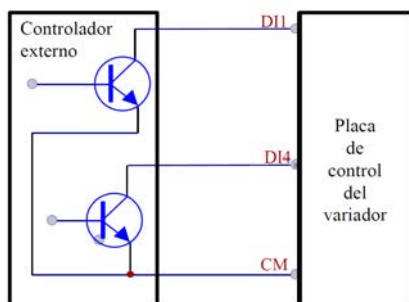 Controlador
externo
DI1
DI4
CM
Placa
de
control
del
variador